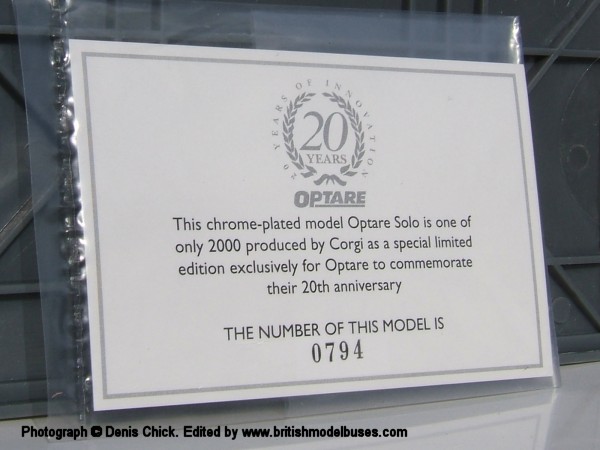 20 YEARS OF INNOVATION
20
YEARS
OPTARE
This chrome-plated model Optare Solo is one of
only 2000 produced by Corgi as a special limited
edition exclusively for Optare to commemorate
their 20th anniversary
THE NUMBER OF THIS MODEL IS
0794
Photograph © Denis Chick. Edited by www.britishmodelbuses.com